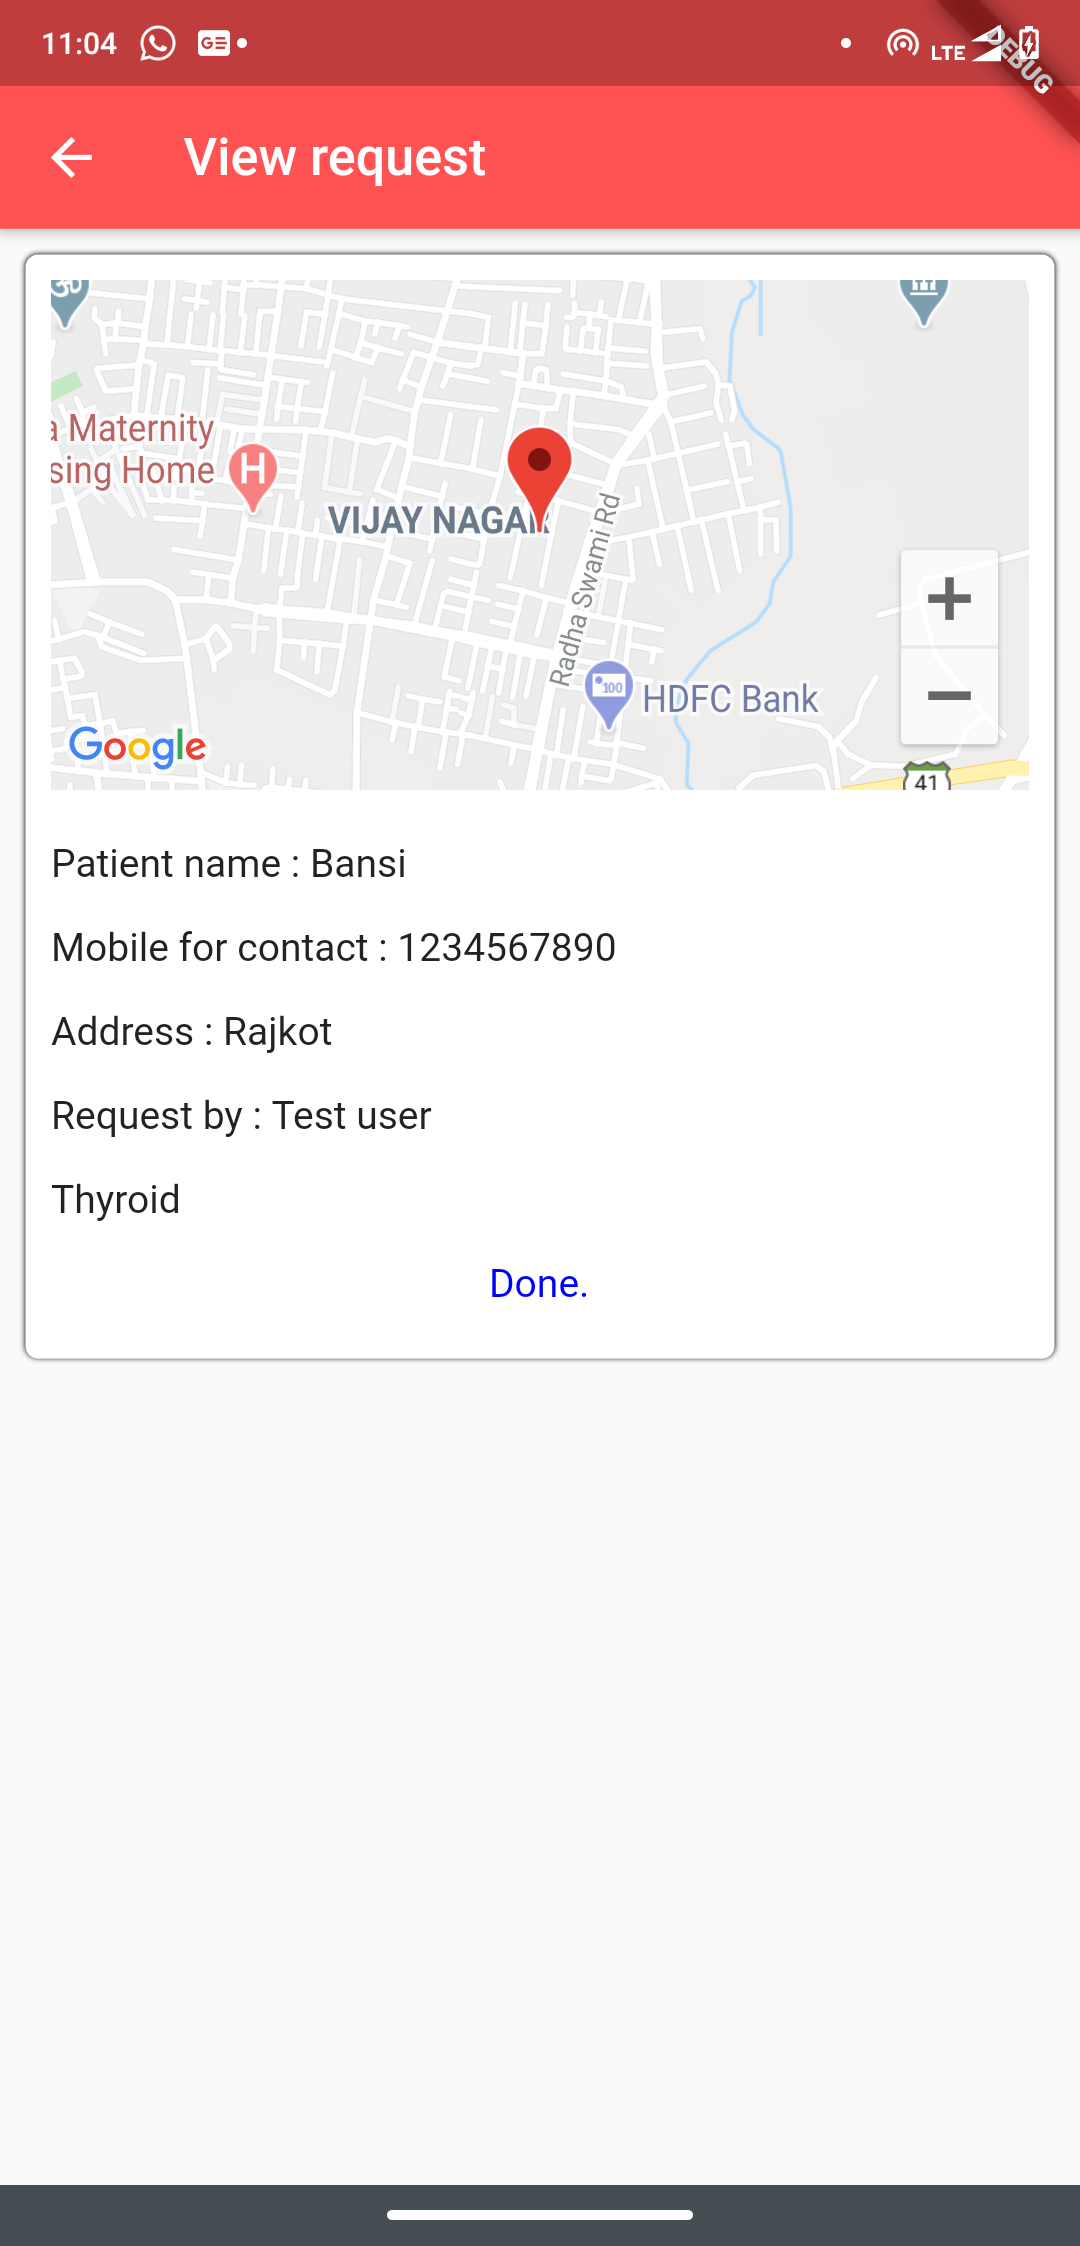 11:04
GE
LTE
DEBUG
View request
a Maternity
sing Home
H
VIJAY NAGAR
Radha Swami Rd
100
HDFC Bank
+
−
Google
41
Patient name : Bansi
Mobile for contact : 1234567890
Address : Rajkot
Request by : Test user
Thyroid
Done.